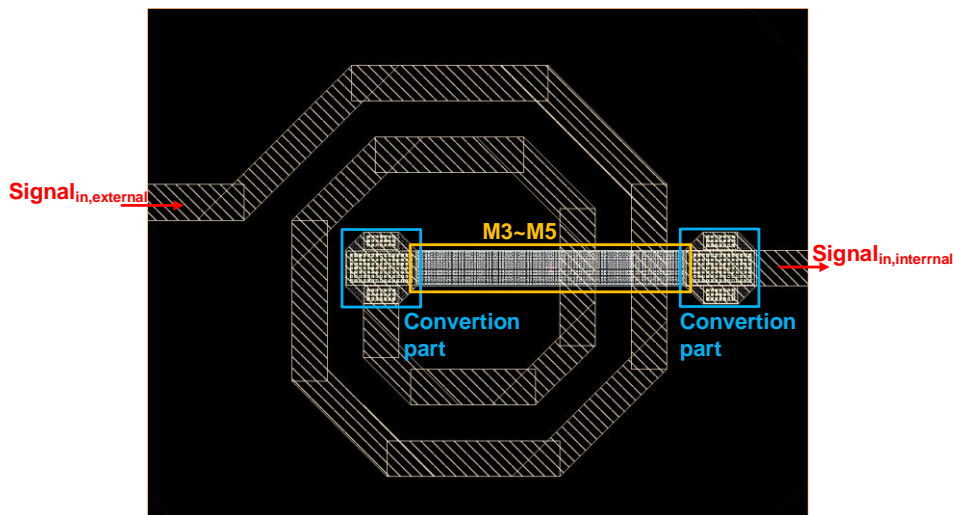 Signalin,external
M3~M5
Signalin,interrnal
Convertion
part
Convertion
part